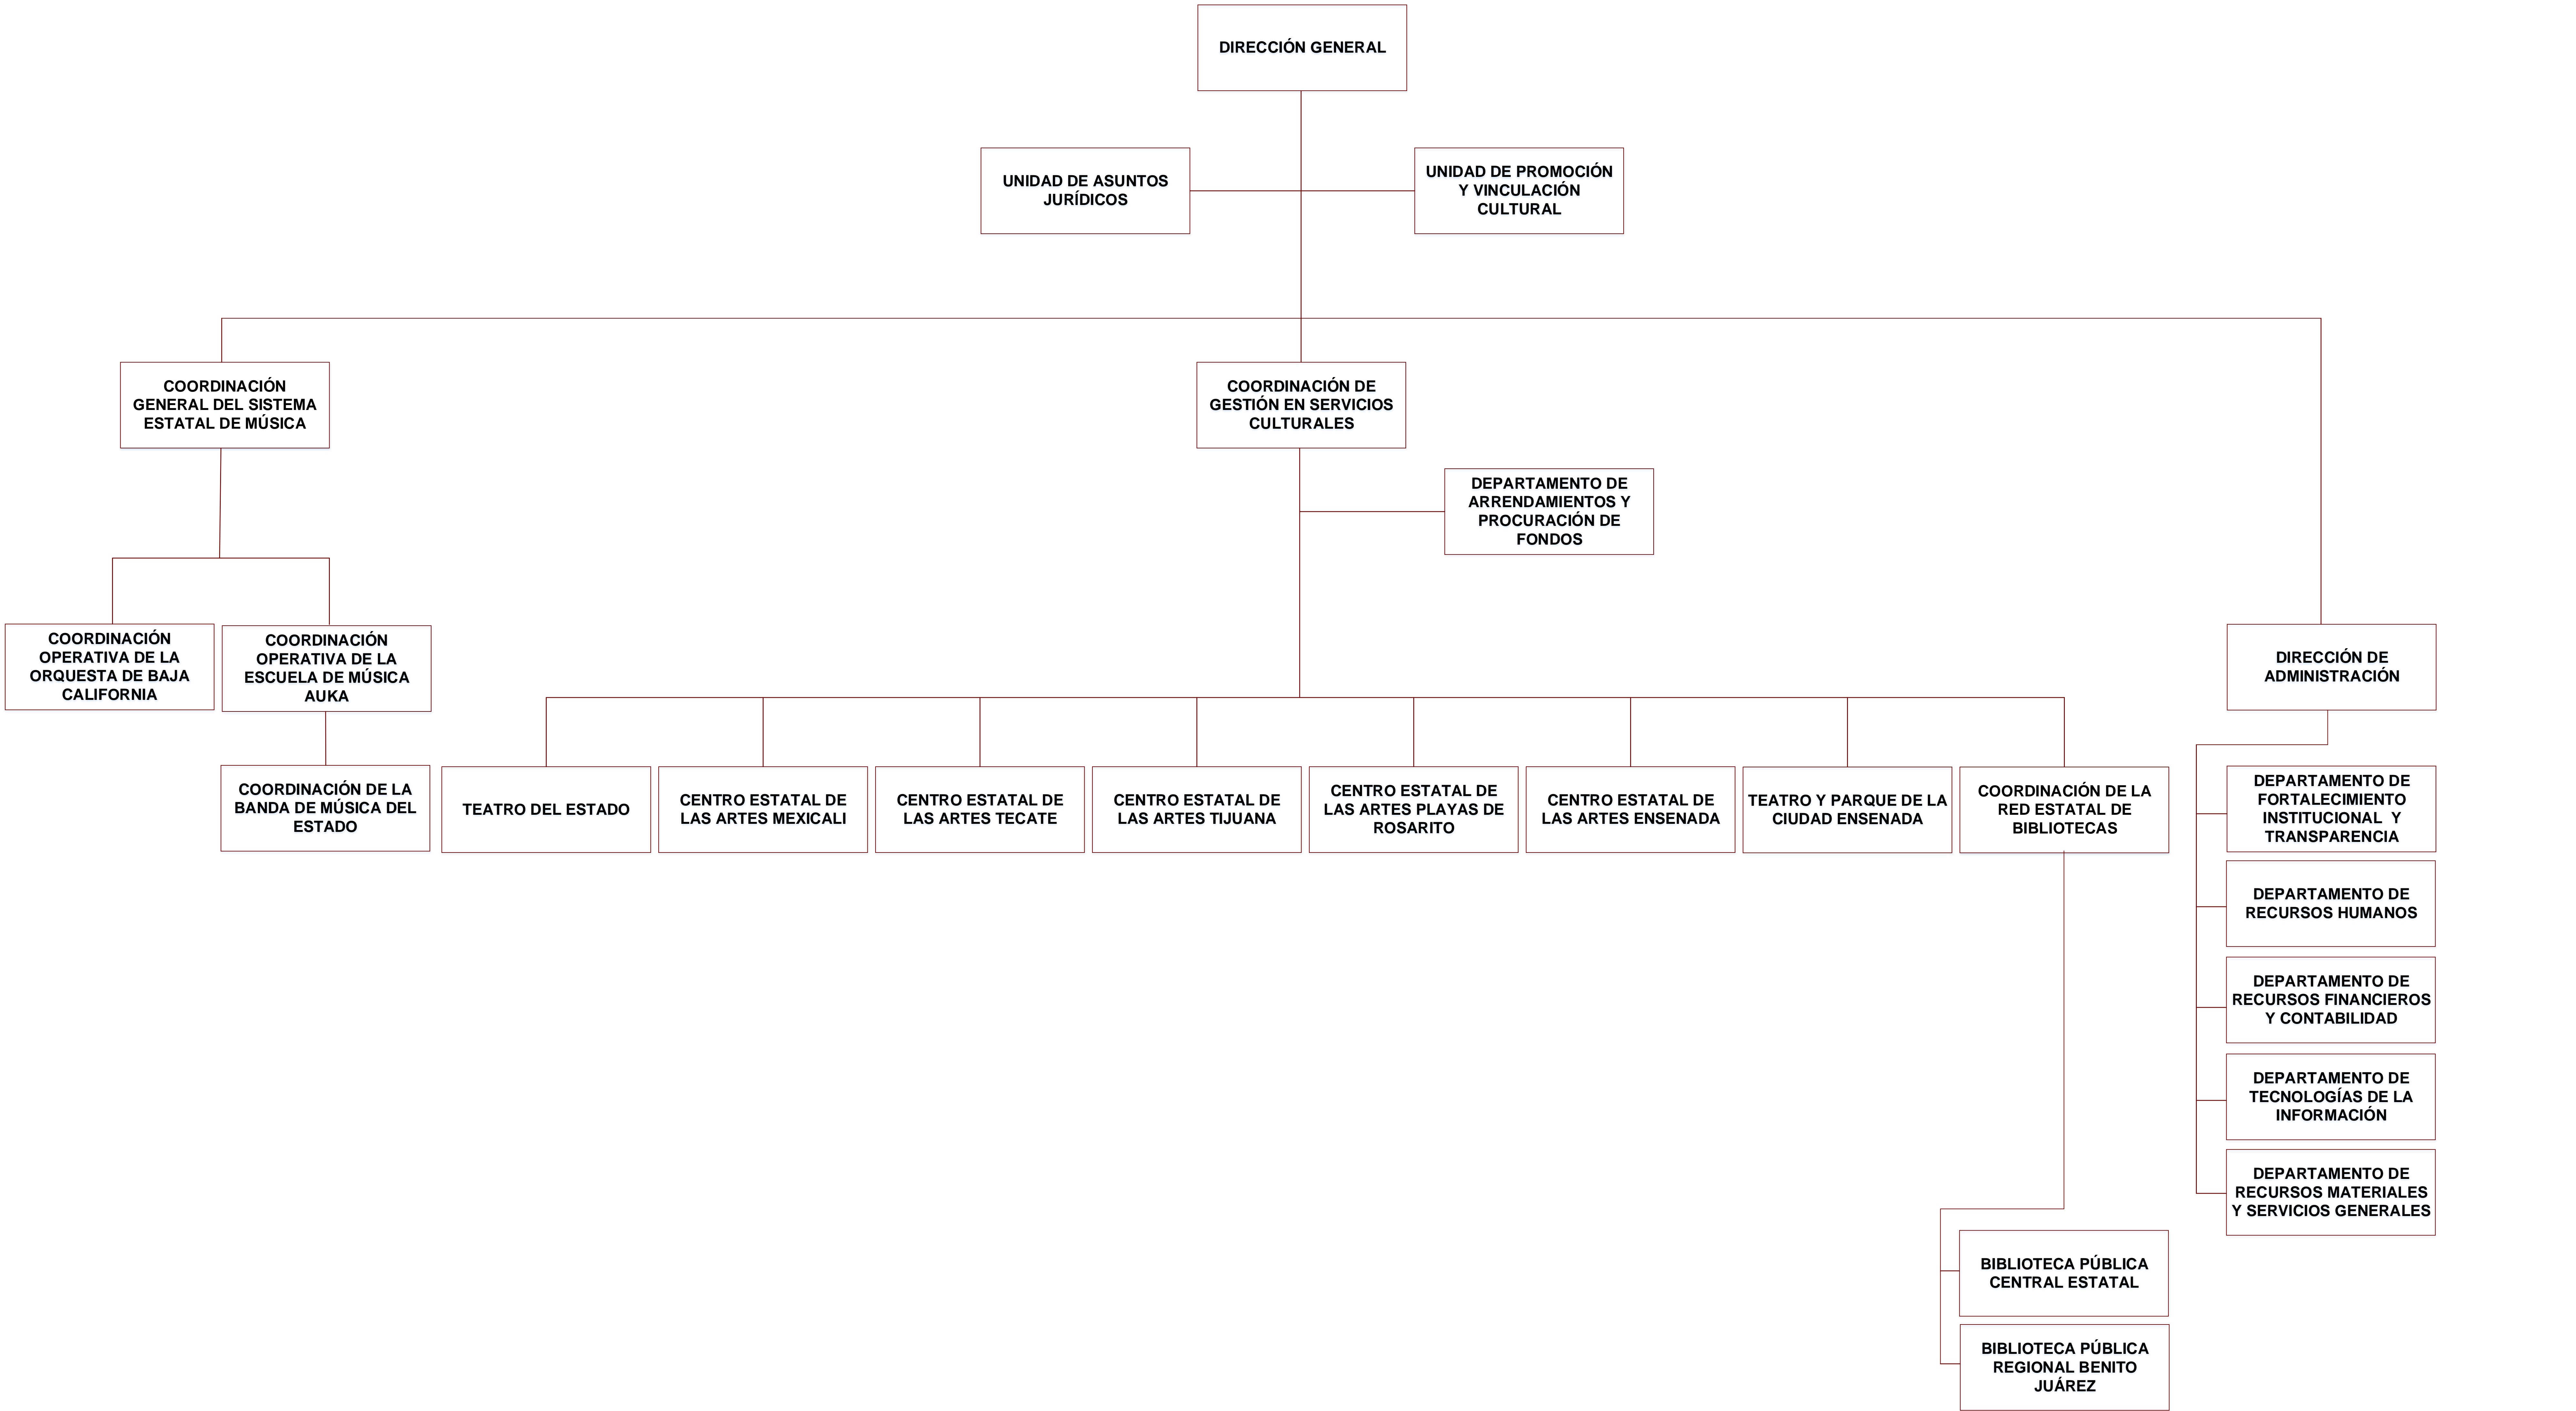 DIRECCIÓN GENERAL
UNIDAD DE ASUNTOS
JURÍDICOS
UNIDAD DE PROMOCIÓN
Y VINCULACIÓN
CULTURAL
COORDINACIÓN
GENERAL DEL SISTEMA
ESTATAL DE MÚSICA
COORDINACIÓN DE
GESTIÓN EN SERVICIOS
CULTURALES
DEPARTAMENTO DE
ARRENDAMIENTOS Y
PROCURACIÓN DE
FONDOS
COORDINACIÓN
OPERATIVA DE LA
ORQUESTA DE BAJA
CALIFORNIA
COORDINACIÓN
OPERATIVA DE LA
ESCUELA DE MÚSICA
AUKA
DIRECCIÓN DE
ADMINISTRACIÓN
COORDINACIÓN DE LA
BANDA DE MÚSICA DEL
ESTADO
TEATRO DEL ESTADO
CENTRO ESTATAL DE
LAS ARTES MEXICALI
CENTRO ESTATAL DE
LAS ARTES TECATE
CENTRO ESTATAL DE
LAS ARTES TIJUANA
CENTRO ESTATAL DE
LAS ARTES PLAYAS DE
ROSARITO
CENTRO ESTATAL DE
LAS ARTES ENSENADA
TEATRO Y PARQUE DE LA
CIUDAD ENSENADA
COORDINACIÓN DE LA
RED ESTATAL DE
BIBLIOTECAS
DEPARTAMENTO DE
FORTALECIMIENTO
INSTITUCIONAL Y
TRANSPARENCIA
DEPARTAMENTO DE
RECURSOS HUMANOS
DEPARTAMENTO DE
RECURSOS FINANCIEROS
Y CONTABILIDAD
DEPARTAMENTO DE
TECNOLOGÍAS DE LA
INFORMACIÓN
DEPARTAMENTO DE
RECURSOS MATERIALES
Y SERVICIOS GENERALES
BIBLIOTECA PÚBLICA
CENTRAL ESTATAL
BIBLIOTECA PÚBLICA
REGIONAL BENITO
JUÁREZ